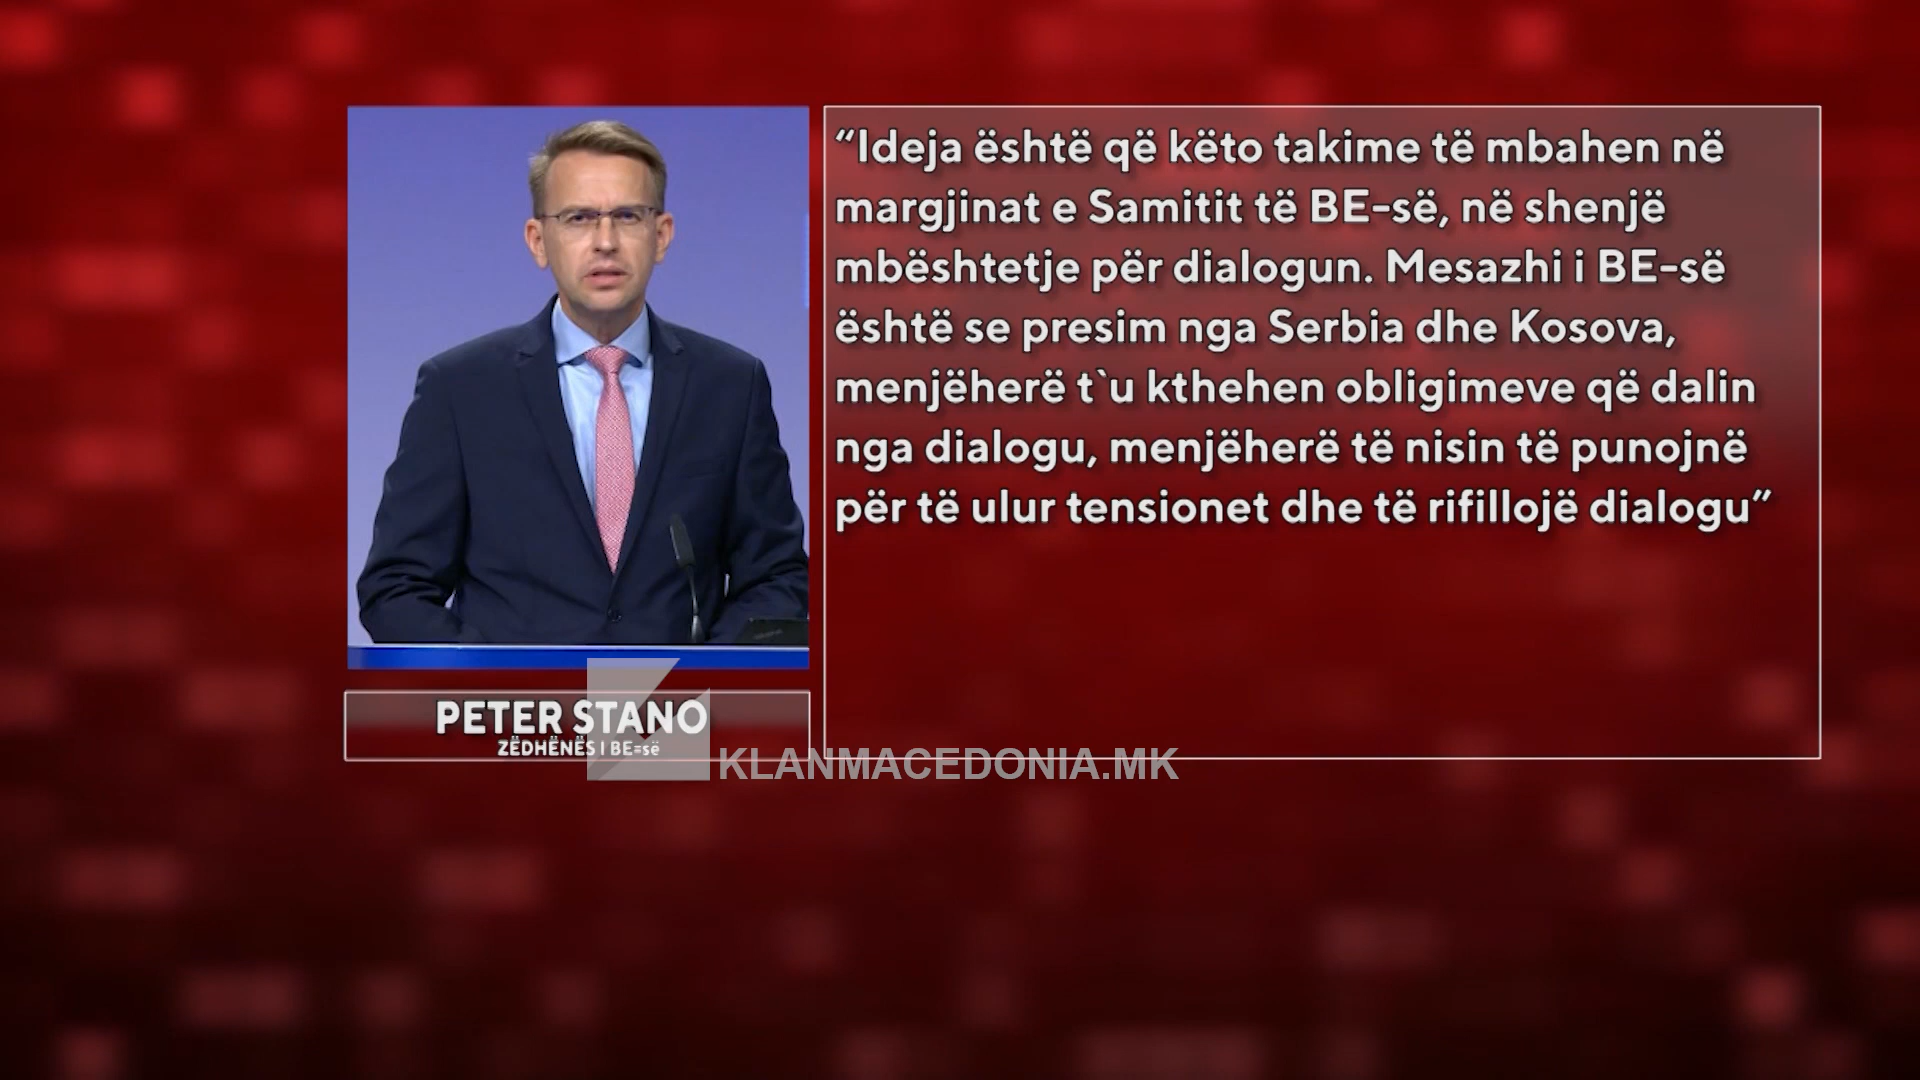 “Ideja është që këto takime të mbahen në
margjinat e Samitit të BE-së, në shenjë
mbështetje për dialogun. Mesazhi i BE-së
është se presim nga Serbia dhe Kosova,
menjëherë t`u kthehen obligimeve që dalin
nga dialogu, menjëherë të nisin të punojnë
për të ulur tensionet dhe të rifillojë dialogu”
PETER STANO
ZËDHËNËS I BE=së
KLANMACEDONIA.MK